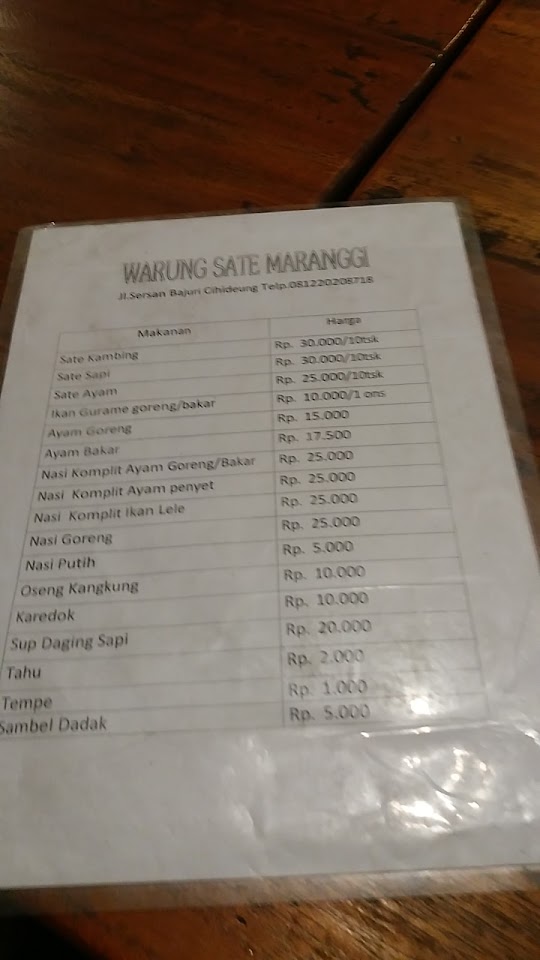 WARUNG SATE MARANGGI
Jl.Sersan Bajuri Cihideung Telp.081220208718
Makanan Harga
Sate Kambing Rp. 30.000/10tsk
Sate Sapi Rp. 30.000/10tsk
Sate Ayam Rp. 25.000/10tsk
Ikan Gurame goreng/bakar Rp. 10.000/1 ons
Ayam Goreng Rp. 15.000
Ayam Bakar Rp. 17.500
Nasi Komplit Ayam Goreng/Bakar Rp. 25.000
Nasi Komplit Ayam penyet Rp. 25.000
Nasi Komplit Ikan Lele Rp. 25.000
Nasi Goreng Rp. 25.000
Nasi Putih Rp. 5.000
Oseng Kangkung Rp. 10.000
Karedok Rp. 10.000
Sup Daging Sapi Rp. 20.000
Tahu Rp. 2.000
Tempe Rp. 1.000
Sambel Dadak Rp. 5.000